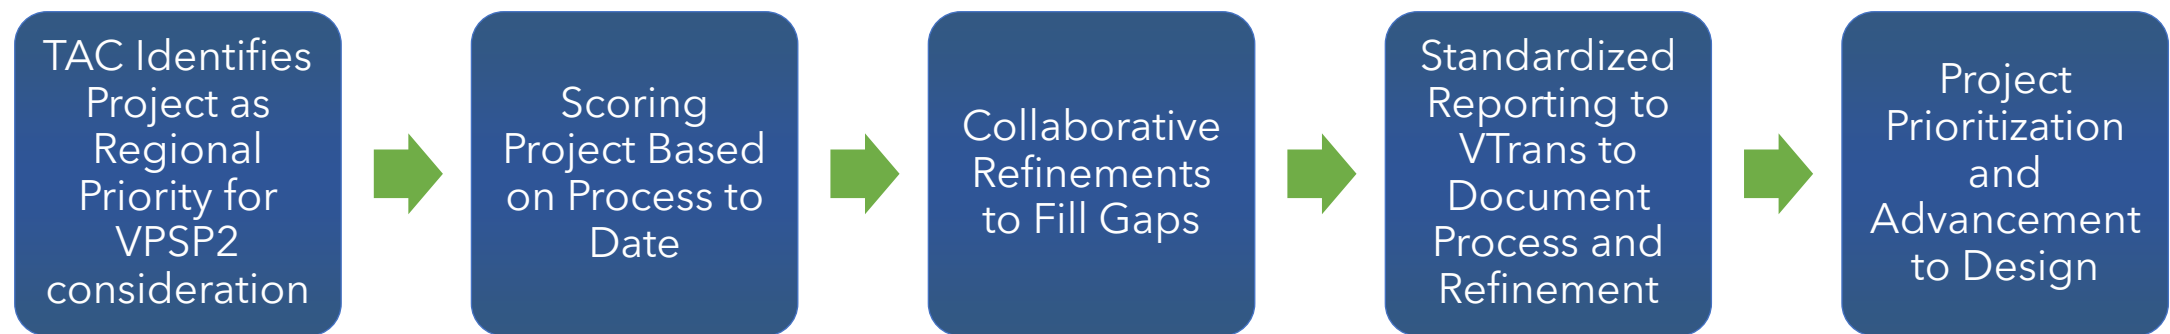 TAC Identifies
Project as
Regional
Priority for
VPSP2
consideration
Scoring
Project Based
on Process to
Date
Collaborative
Refinements
to Fill Gaps
Standardized
Reporting to
VTrans to
Document
Process and
Refinement
Project
Prioritization
and
Advancement
to Design